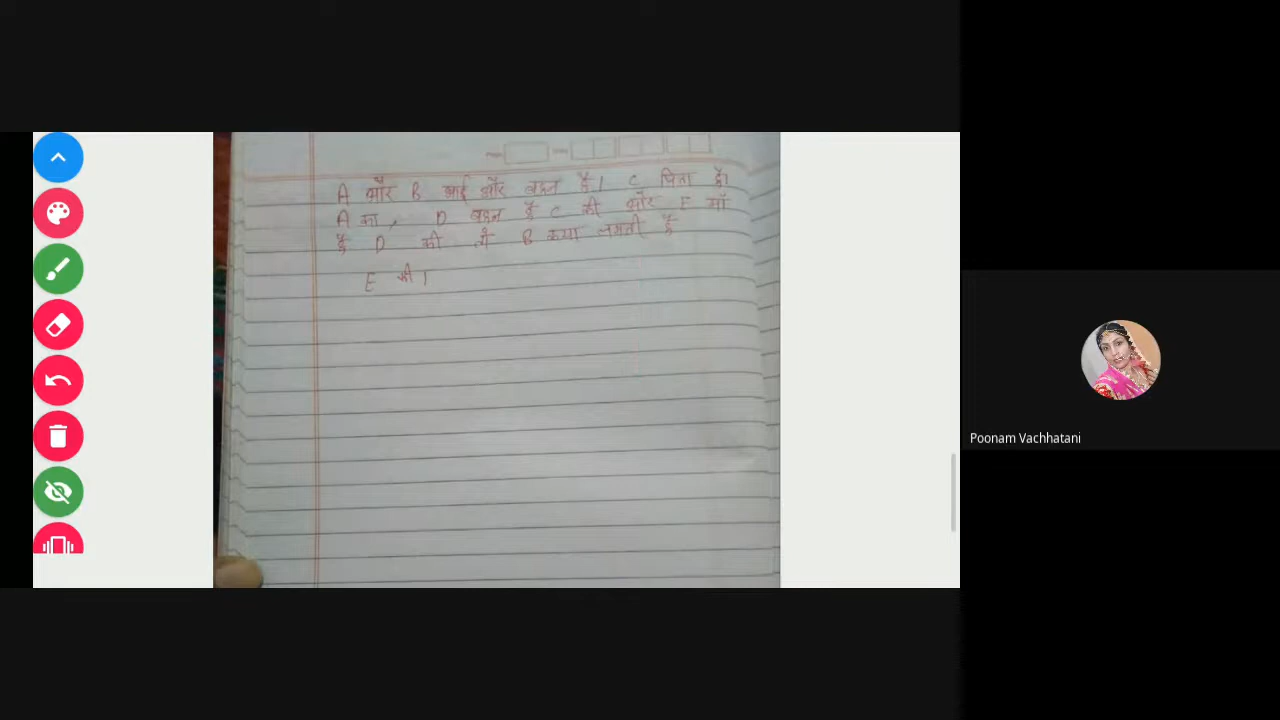 A और B भाई और बहन है। C पिता है।
A का, D बहन है C की और E माँ
है D की तो B क्या लगती है
E की।
Poonam Vachhatani